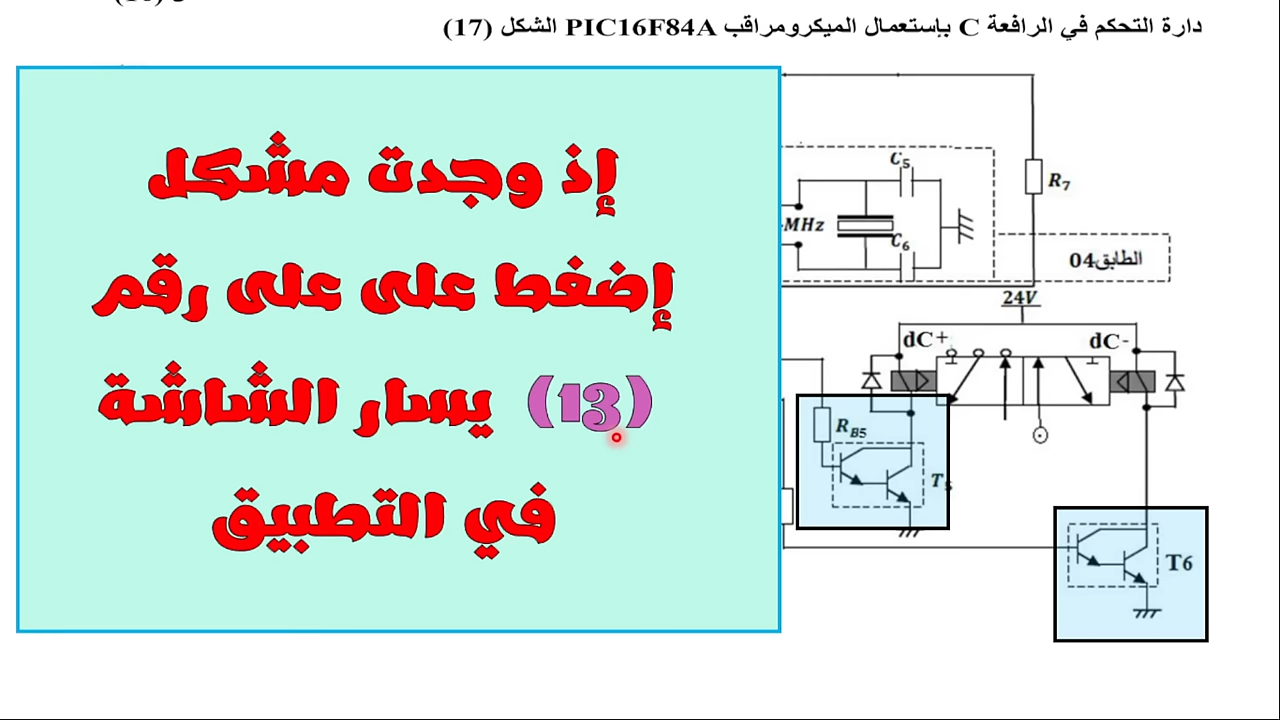 دارة التحكم في الرافعة C بإستعمال الميكرومراقب PIC16F84A الشكل (17)
إذ وجدت مشكل
إضغط على على رقم
(13) يسار الشاشة
في التطبيق
C5
R7
MHz
C6
الطابق04
24V
dC+
dC-
RB5
T6